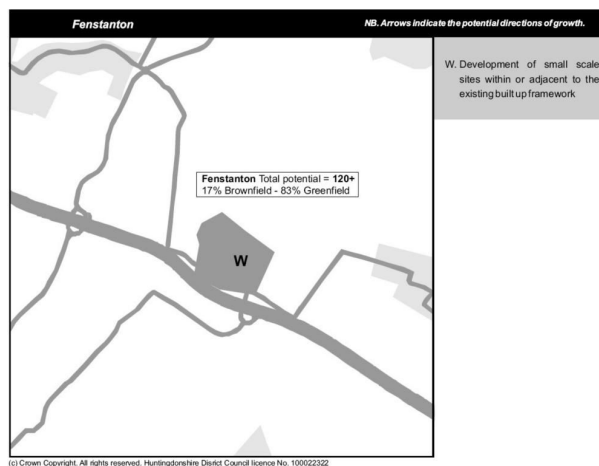 Fenstanton
NB. Arrows indicate the potential directions of growth.
W. Development of small scale
sites within or adjacent to the
existing built up framework
Fenstanton Total potential = 120+
17% Brownfield - 83% Greenfield
W
(c) Crown Copyright. All rights reserved. Huntingdonshire Disrict Council licence No. 100022322